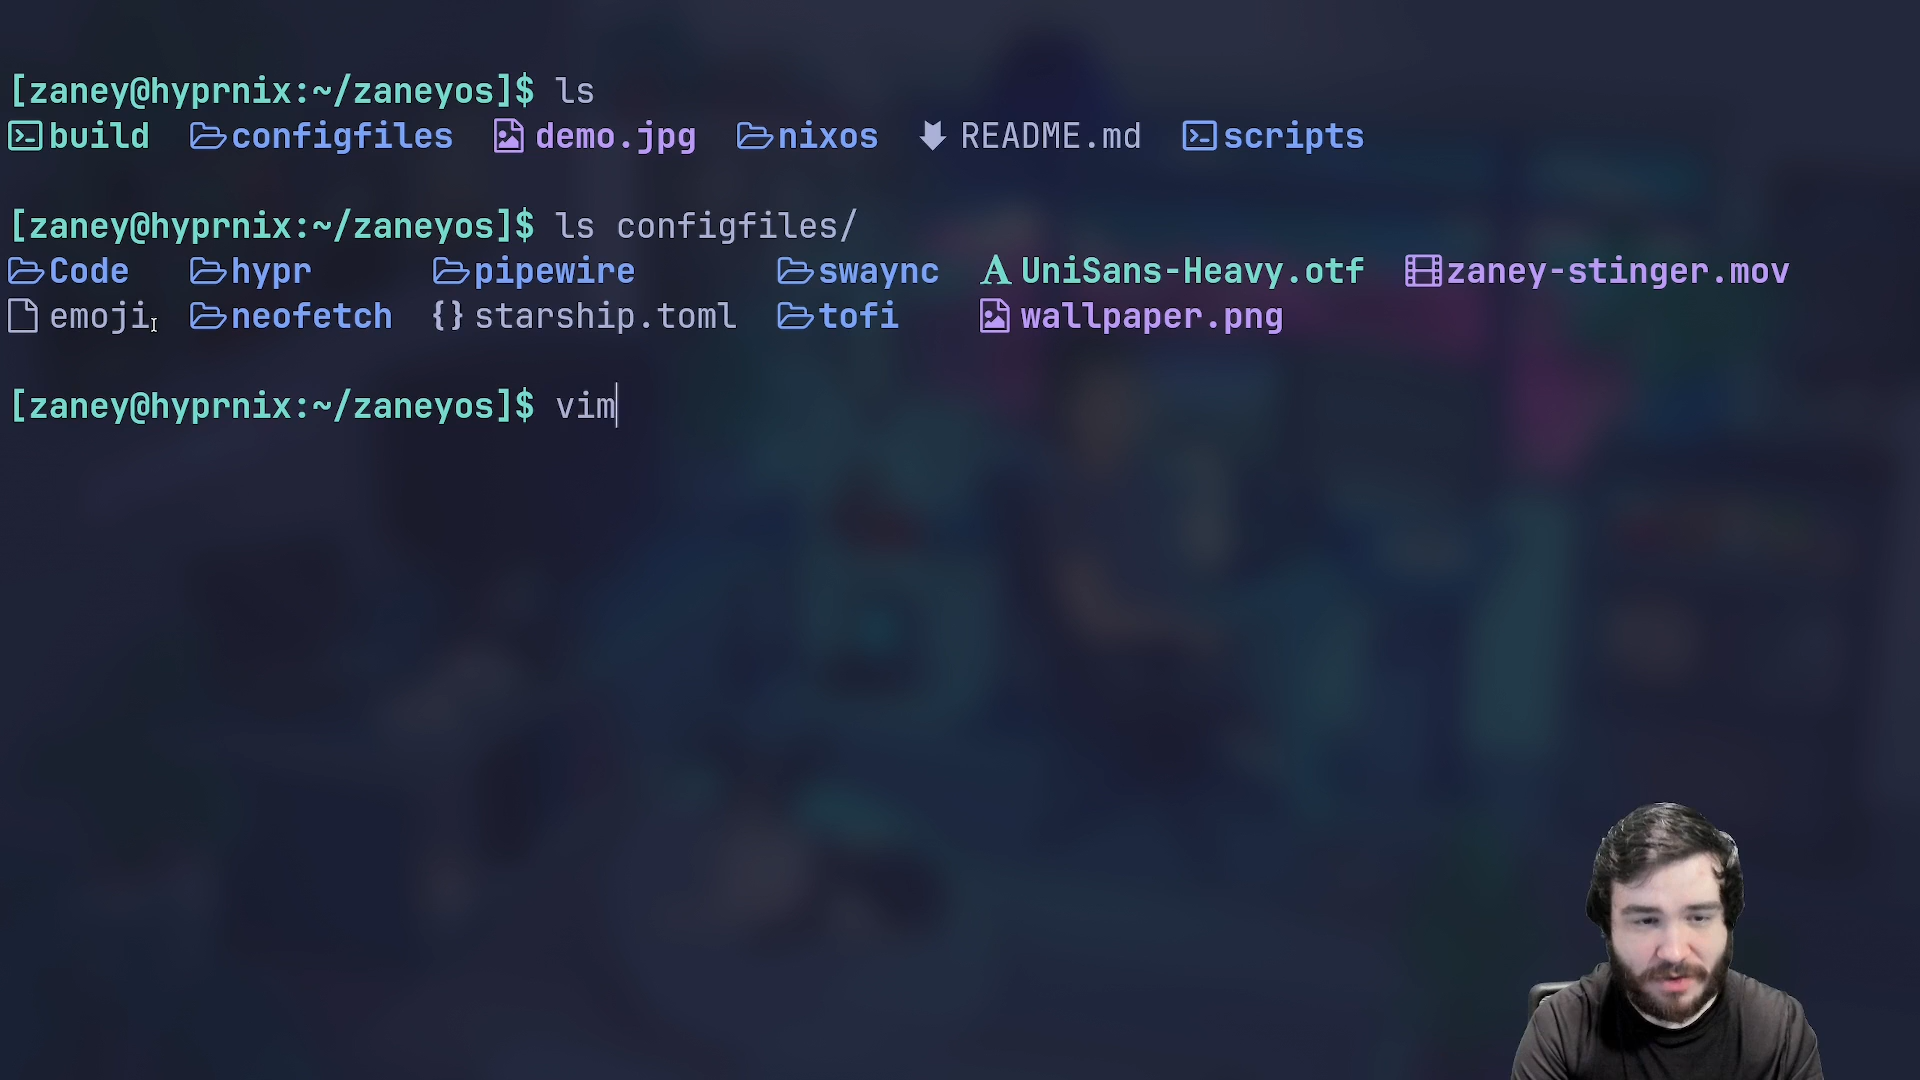 [zaney@hyprnix:~/zaneyos]$ ls
build configfiles demo.jpg nixos README.md scripts
[zaney@hyprnix:~/zaneyos]$ ls configfiles/
Code hypr pipewire swaync UniSans-Heavy.otf zaney-stinger.mov
emoji neofetch starship.toml tofi wallpaper.png
[zaney@hyprnix:~/zaneyos]$ vim